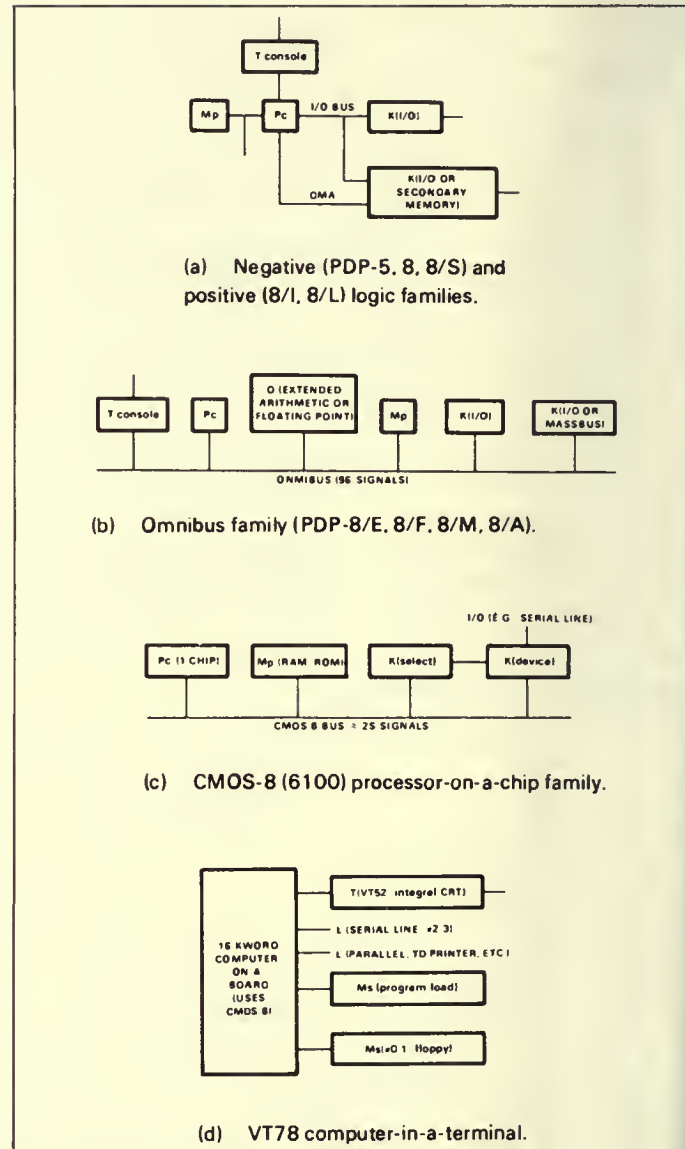 T console
Mp
Pc
I/O BUS
K(I/O)
DMA
K(I/O OR
SECONDARY
MEMORY)
(a) Negative (PDP-5, 8, 8/S) and
positive (8/I, 8/L) logic families.
T console
Pc
D (EXTENDED
ARITHMETIC OR
FLOATING POINT)
Mp
K(I/O)
K(I/O OR
MASSBUS)
ONMIBUS (96 SIGNALS)
(b) Omnibus family (PDP-8/E, 8/F, 8/M, 8/A).
I/O (E G SERIAL LINE)
Pc (1 CHIP)
Mp (RAM ROM)
K(select)
K(device)
CMOS 8 BUS ≥ 25 SIGNALS
(c) CMOS-8 (6100) processor-on-a-chip family.
16 KWORD
COMPUTER
ON A
BOARD
(USES
CMOS 8)
T(VT52 integral CRT)
L (SERIAL LINE #2 3)
L (PARALLEL, TO PRINTER, ETC)
Ms (program load)
Ms(#0 1 floppy)
(d) VT78 computer-in-a-terminal.